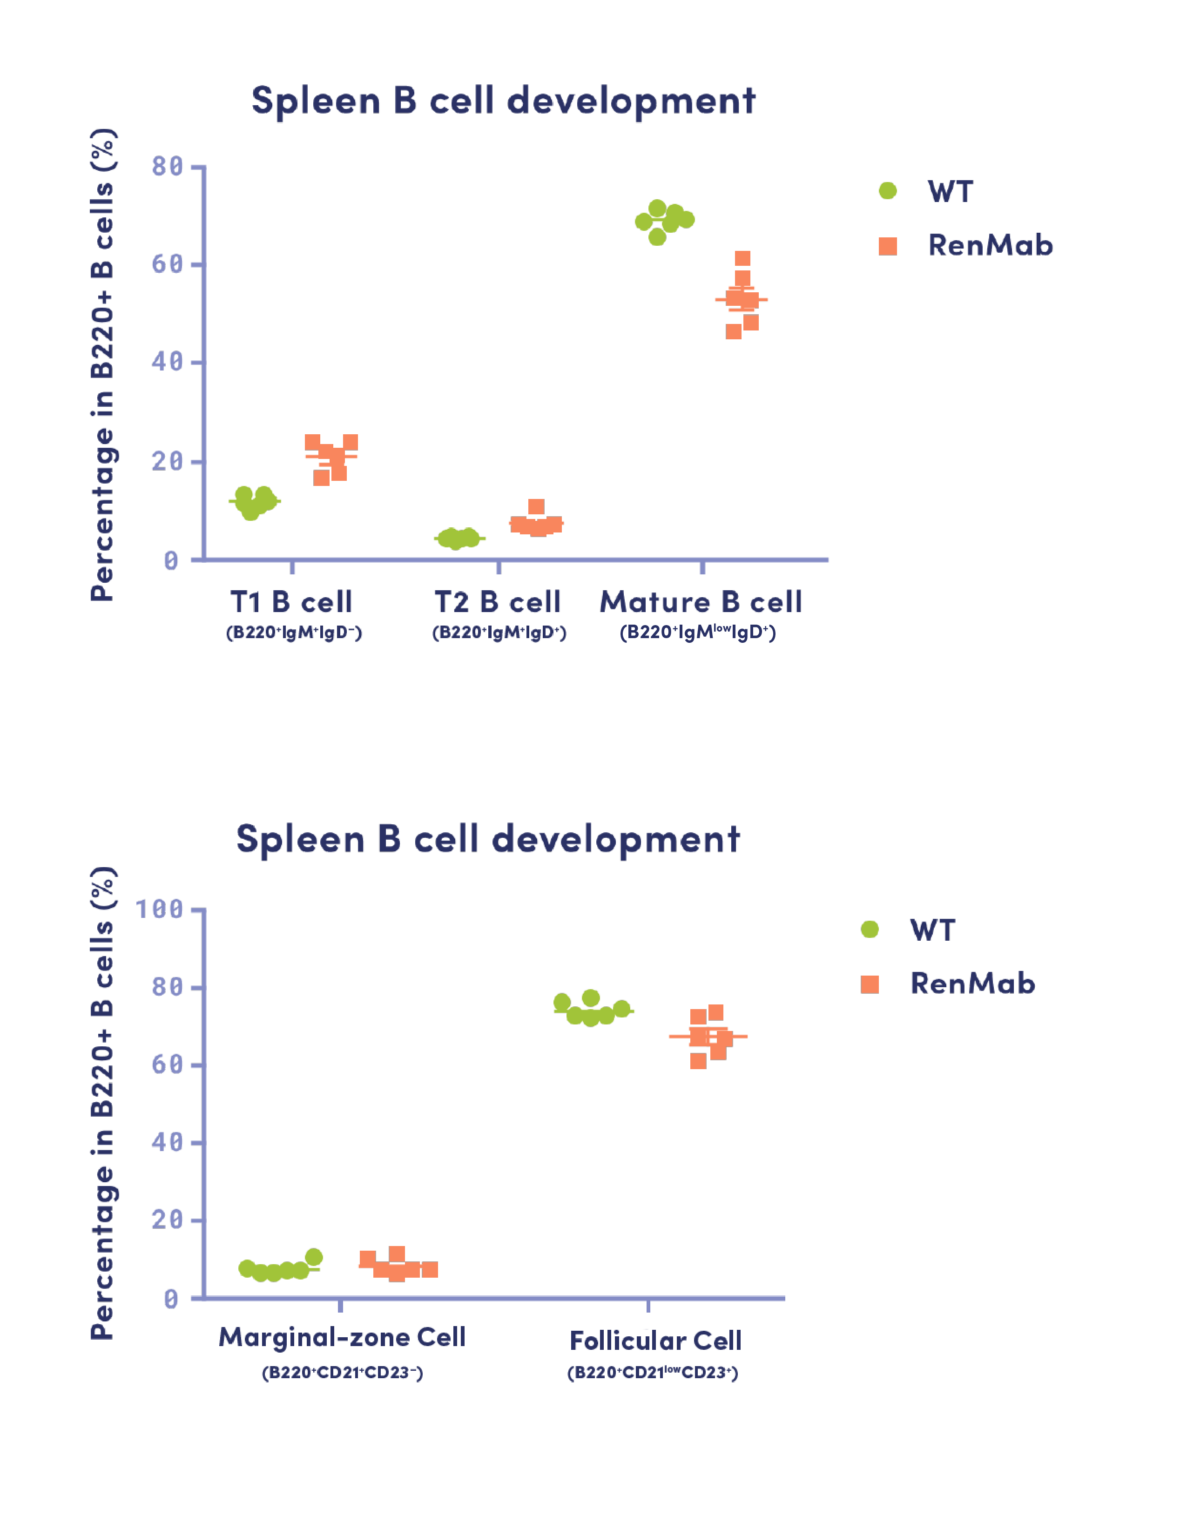 Spleen B cell development
Percentage in B220+ B cells (%)
80
60
40
20
0
WT
RenMab
T1 B cell
(B220⁺IgM⁺IgD⁻)
T2 B cell
(B220⁺IgM⁺IgD⁺)
Mature B cell
(B220⁺IgMˡᵒʷIgD⁺)
Spleen B cell development
Percentage in B220+ B cells (%)
100
80
60
40
20
0
WT
RenMab
Marginal-zone Cell
(B220⁺CD21⁺CD23⁻)
Follicular Cell
(B220⁺CD21ˡᵒʷCD23⁺)